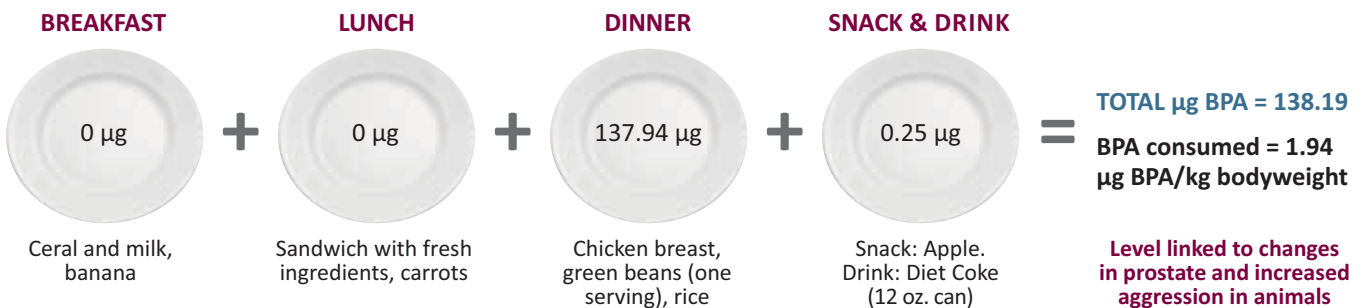 BREAKFAST
0 µg
Ceral and milk,
banana
+
LUNCH
0 µg
Sandwich with fresh
ingredients, carrots
+
DINNER
137.94 µg
Chicken breast,
green beans (one
serving), rice
+
SNACK & DRINK
0.25 µg
Snack: Apple.
Drink: Diet Coke
(12 oz. can)
=
TOTAL µg BPA = 138.19
BPA consumed = 1.94
µg BPA/kg bodyweight
Level linked to changes
in prostate and increased
aggression in animals